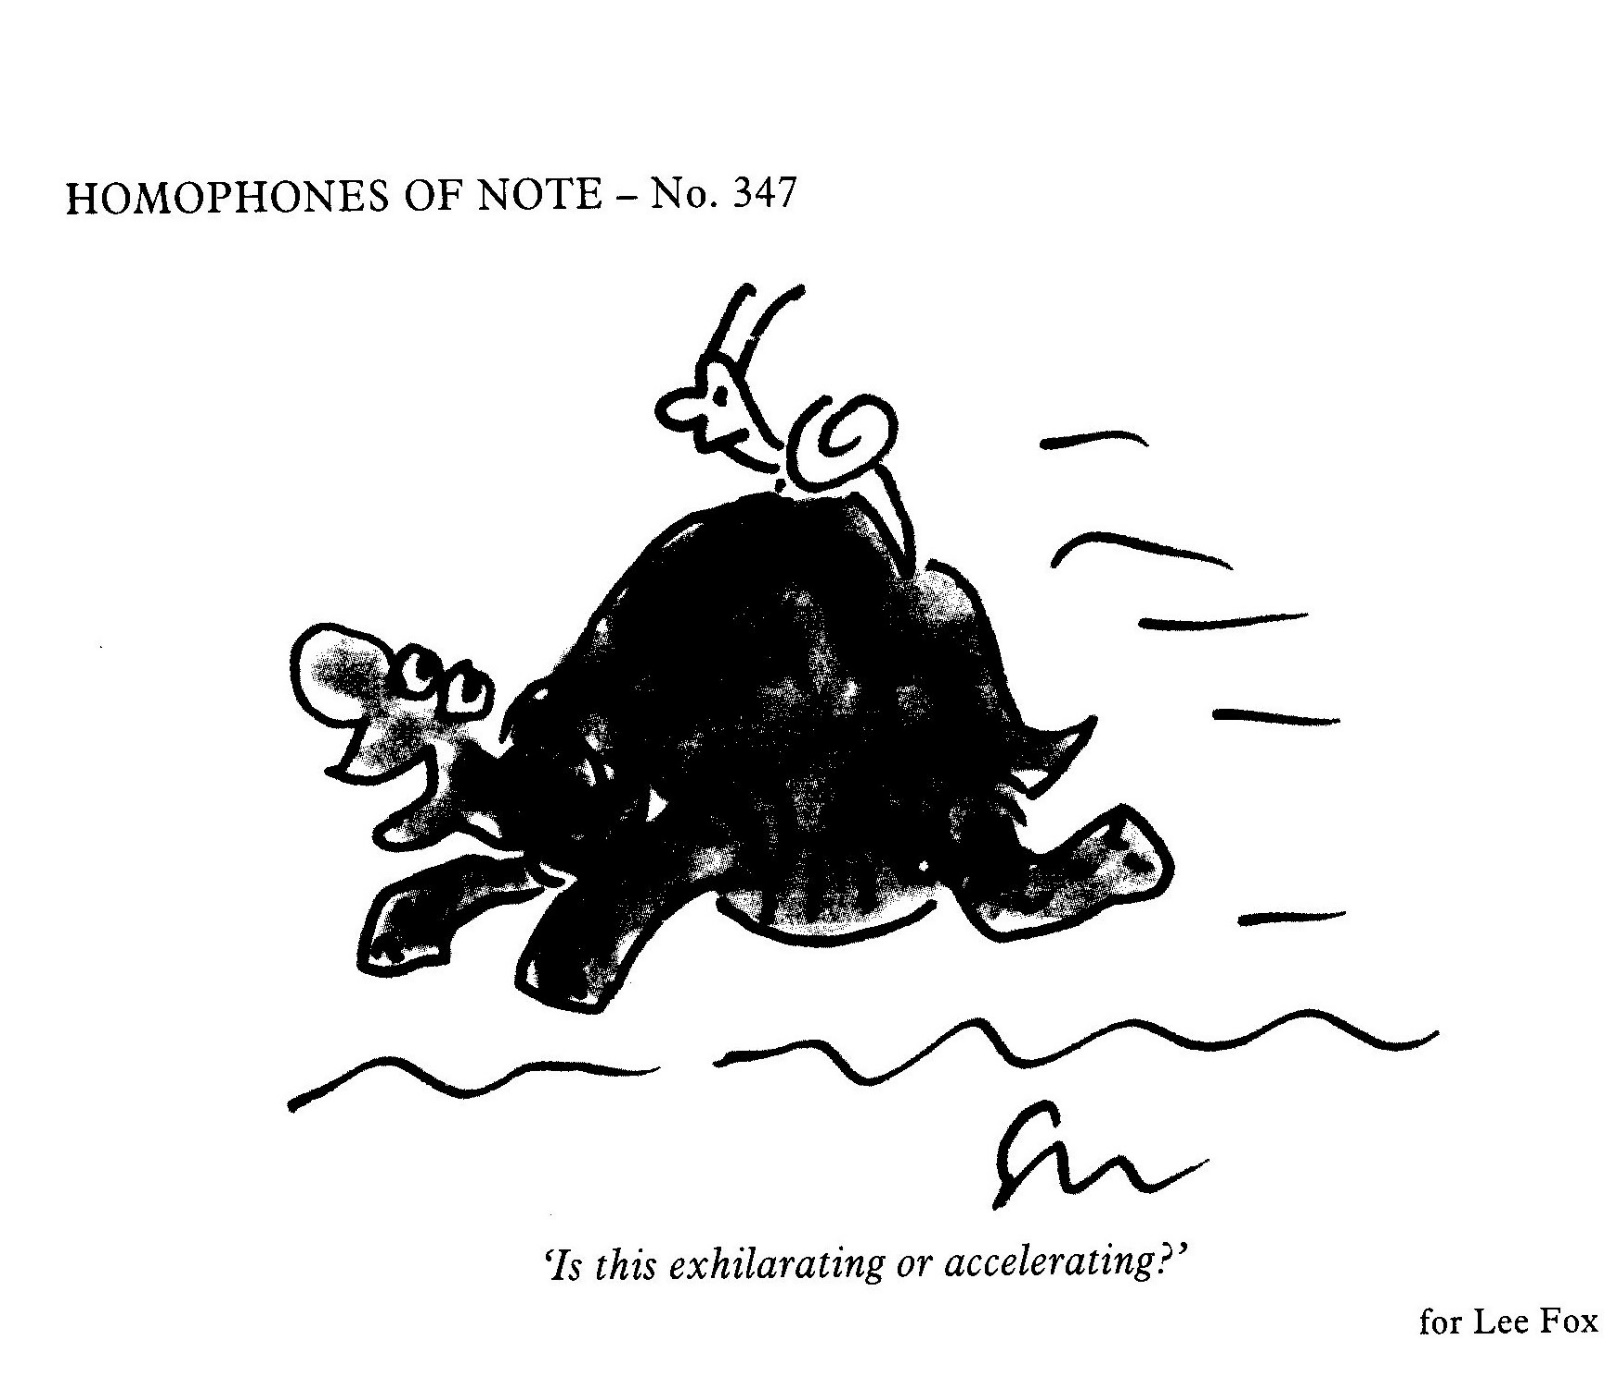 HOMOPHONES OF NOTE – No. 347
‘Is this exhilarating or accelerating?’
for Lee Fox